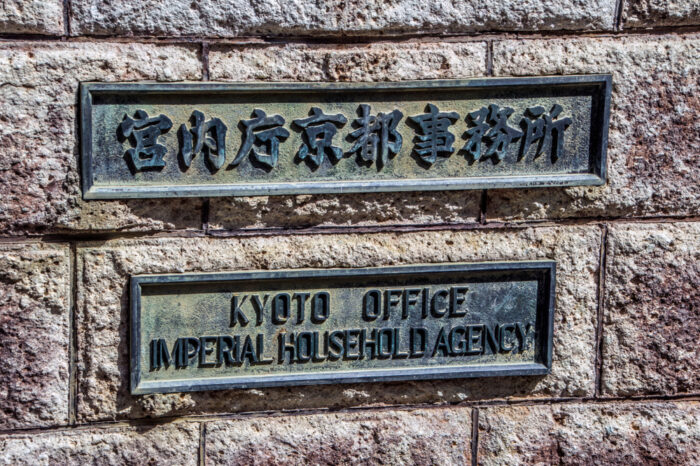 宮内庁京都事務所
KYOTO OFFICE
IMPERIAL HOUSEHOLD AGENCY